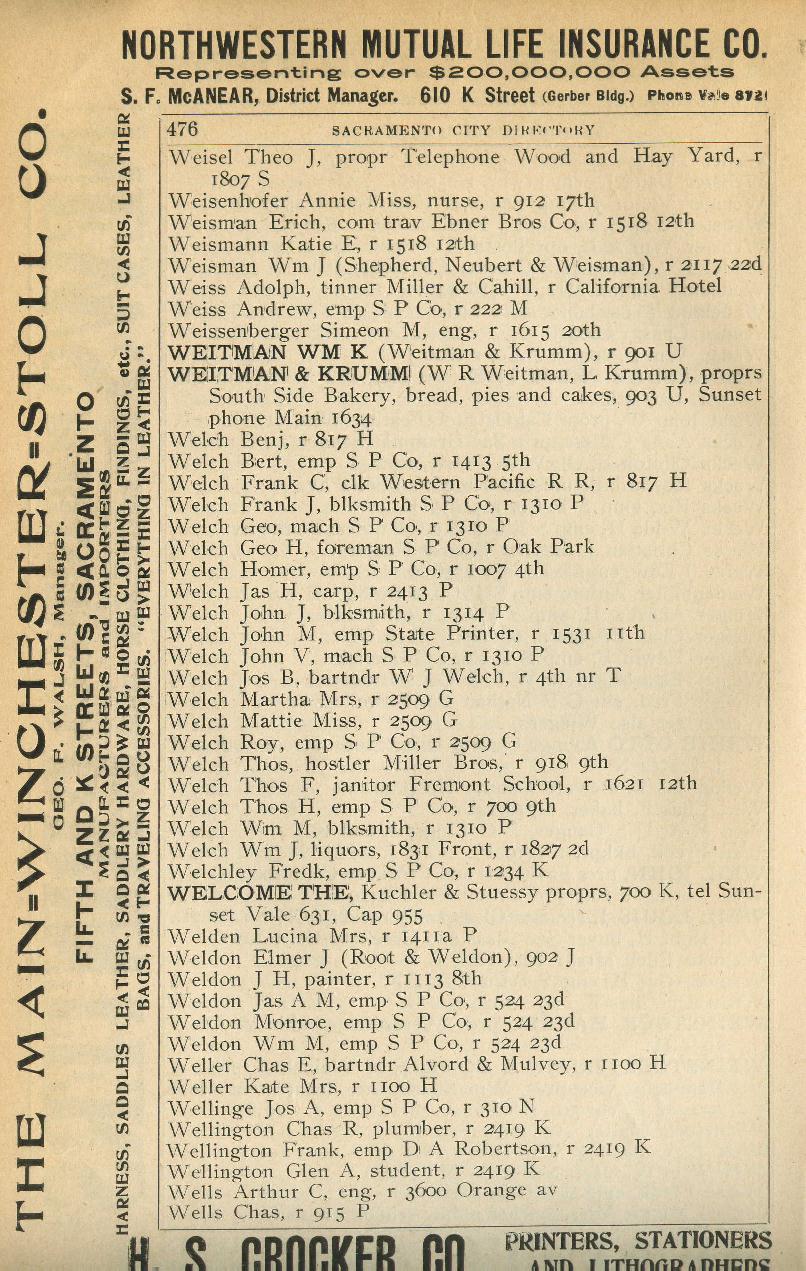 NORTHWESTERN MUTUAL LIFE INSURANCE CO.
Representing over $200,000,000 Assets
S. F. McANEAR, District Manager. 610 K Street (Gerber Bldg.) Phone Vale 872
THE MAIN=WINCHESTER=STOLL CO.
GEO. F. WALSH, Manager.
FIFTH AND K STREETS, SACRAMENTO
MANUFACTURERS and IMPORTERS
HARNESS, SADDLES LEATHER, SADDLERY HARDWARE, HORSE CLOTHING, FINDINGS, etc., SUIT CASES, LEATHER
BAGS, and TRAVELING ACCESSORIES. "EVERYTHING IN LEATHER."
476 SACRAMENTO CITY DIRECTORY
Weisel Theo J, propr Telephone Wood and Hay Yard, r
1807 S
Weisenhofer Annie Miss, nurse, r 912 17th
Weisman Erich, com trav Ebner Bros Co, r 1518 12th
Weismann Katie E, r 1518 12th
Weisman Wm J (Shepherd, Neubert & Weisman), r 2117 22d
Weiss Adolph, tinner Miller & Cahill, r California Hotel
Weiss Andrew, emp S P Co, r 222 M
Weissenberger Simeon M, eng, r 1615 20th
WEITMAN WM K (Weitman & Krumm), r 901 U
WEITMAN & KRUMM (W R Weitman, L Krumm), proprs
South Side Bakery, bread, pies and cakes, 903 U, Sunset
phone Main 1634
Welch Benj, r 817 H
Welch Bert, emp S P Co, r 1413 5th
Welch Frank C, clk Western Pacific R R, r 817 H
Welch Frank J, blksmith S P Co, r 1310 P
Welch Geo, mach S P Co, r 1310 P
Welch Geo H, foreman S P Co, r Oak Park
Welch Homer, emp S P Co, r 1007 4th
Welch Jas H, carp, r 2413 P
Welch John J, blksmith, r 1314 P
Welch John M, emp State Printer, r 1531 11th
Welch John V, mach S P Co, r 1310 P
Welch Jos B, bartndr W J Welch, r 4th nr T
Welch Martha Mrs, r 2509 G
Welch Mattie Miss, r 2509 G
Welch Roy, emp S P Co, r 2509 G
Welch Thos, hostler Miller Bros, r 918 9th
Welch Thos F, janitor Fremont School, r 1621 12th
Welch Thos H, emp S P Co, r 700 9th
Welch Wm M, blksmith, r 1310 P
Welch Wm J, liquors, 1831 Front, r 1827 2d
Welchley Fredk, emp S P Co, r 1234 K
WELCOME THE, Kuchler & Stuessy proprs, 700 K, tel Sun-
set Vale 631, Cap 955
Welden Lucina Mrs, r 1411a P
Weldon Elmer J (Root & Weldon), 902 J
Weldon J H, painter, r 1113 8th
Weldon Jas A M, emp S P Co, r 524 23d
Weldon Monroe, emp S P Co, r 524 23d
Weldon Wm M, emp S P Co, r 524 23d
Weller Chas E, bartndr Alvord & Mulvey, r 1100 H
Weller Kate Mrs, r 1100 H
Wellinge Jos A, emp S P Co, r 310 N
Wellington Chas R, plumber, r 2419 K
Wellington Frank, emp D A Robertson, r 2419 K
Wellington Glen A, student, r 2419 K
Wells Arthur C, eng, r 3600 Orange av
Wells Chas, r 915 P
H. S. CROCKER CO
PRINTERS, STATIONERS
AND LITHOGRAPHERS